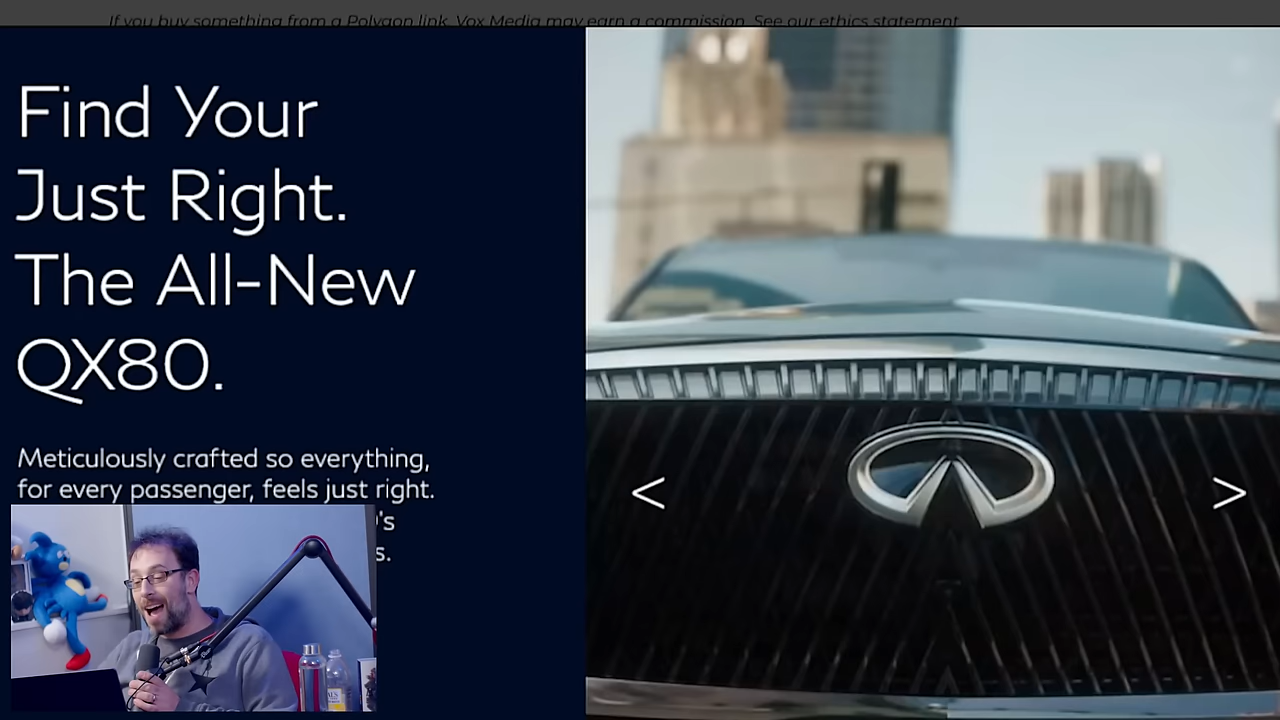 If you buy something from a Polygon link, Vox Media may earn a commission. See our ethics statement.
Find Your
Just Right.
The All-New
QX80.
Meticulously crafted so everything,
for every passenger, feels just right.
's
s.